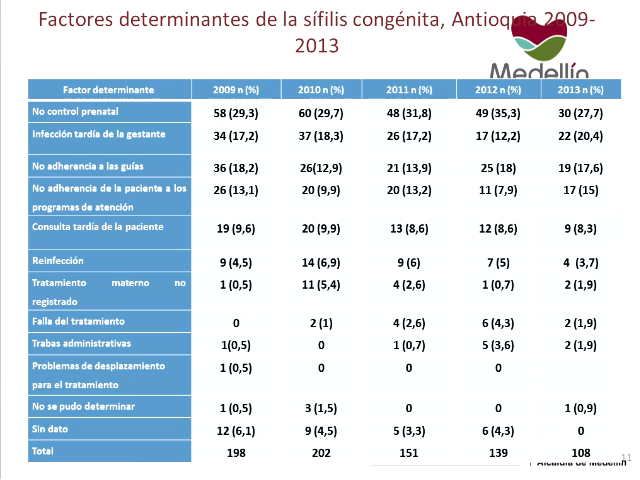 Factores determinantes de la sífilis congénita, Antioquia 2009-
2013
Medellín
Factor determinante 2009 n (%) 2010 n (%) 2011 n (%) 2012 n (%) 2013 n (%)
No control prenatal 58 (29,3) 60 (29,7) 48 (31,8) 49 (35,3) 30 (27,7)
Infección tardía de la gestante 34 (17,2) 37 (18,3) 26 (17,2) 17 (12,2) 22 (20,4)
No adherencia a las guías 36 (18,2) 26(12,9) 21 (13,9) 25 (18) 19 (17,6)
No adherencia de la paciente a los 26 (13,1) 20 (9,9) 20 (13,2) 11 (7,9) 17 (15)
programas de atención
Consulta tardía de la paciente 19 (9,6) 20 (9,9) 13 (8,6) 12 (8,6) 9 (8,3)
Reinfección 9 (4,5) 14 (6,9) 9 (6) 7 (5) 4 (3,7)
Tratamiento materno no 1 (0,5) 11 (5,4) 4 (2,6) 1 (0,7) 2 (1,9)
registrado
Falla del tratamiento 0 2 (1) 4 (2,6) 6 (4,3) 2 (1,9)
Trabas administrativas 1(0,5) 0 1 (0,7) 5 (3,6) 2 (1,9)
Problemas de desplazamiento 1 (0,5) 0 0 0
para el tratamiento
No se pudo determinar 1 (0,5) 3 (1,5) 0 0 1 (0,9)
Sin dato 12 (6,1) 9 (4,5) 5 (3,3) 6 (4,3) 0
Total 198 202 151 139 108
11
Alcaldía de Medellín